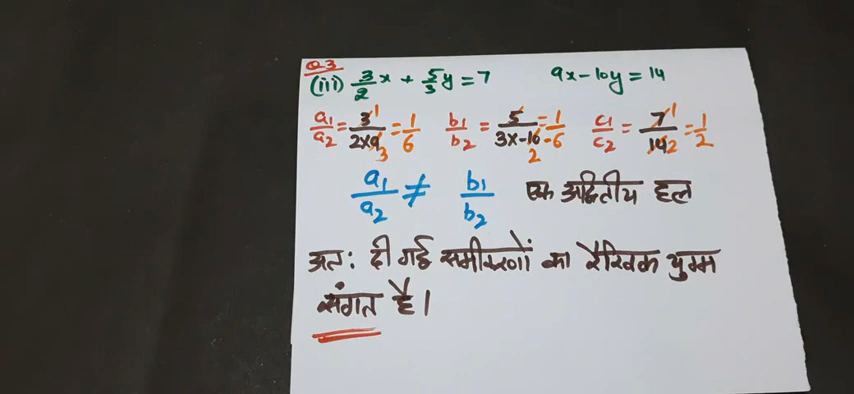 Q3
(iii) 3/2 x + 5/3 y = 7 9x - 10y = 14
a1/a2 = 3/2×9 = 1/6 b1/b2 = 5/3×-10 = 1/-6 c1/c2 = 7/14 = 1/2
a1/a2 ≠ b1/b2 एक अद्वितीय हल
अतः दी गई समीकरणों का रैखिक युग्म
संगत है।